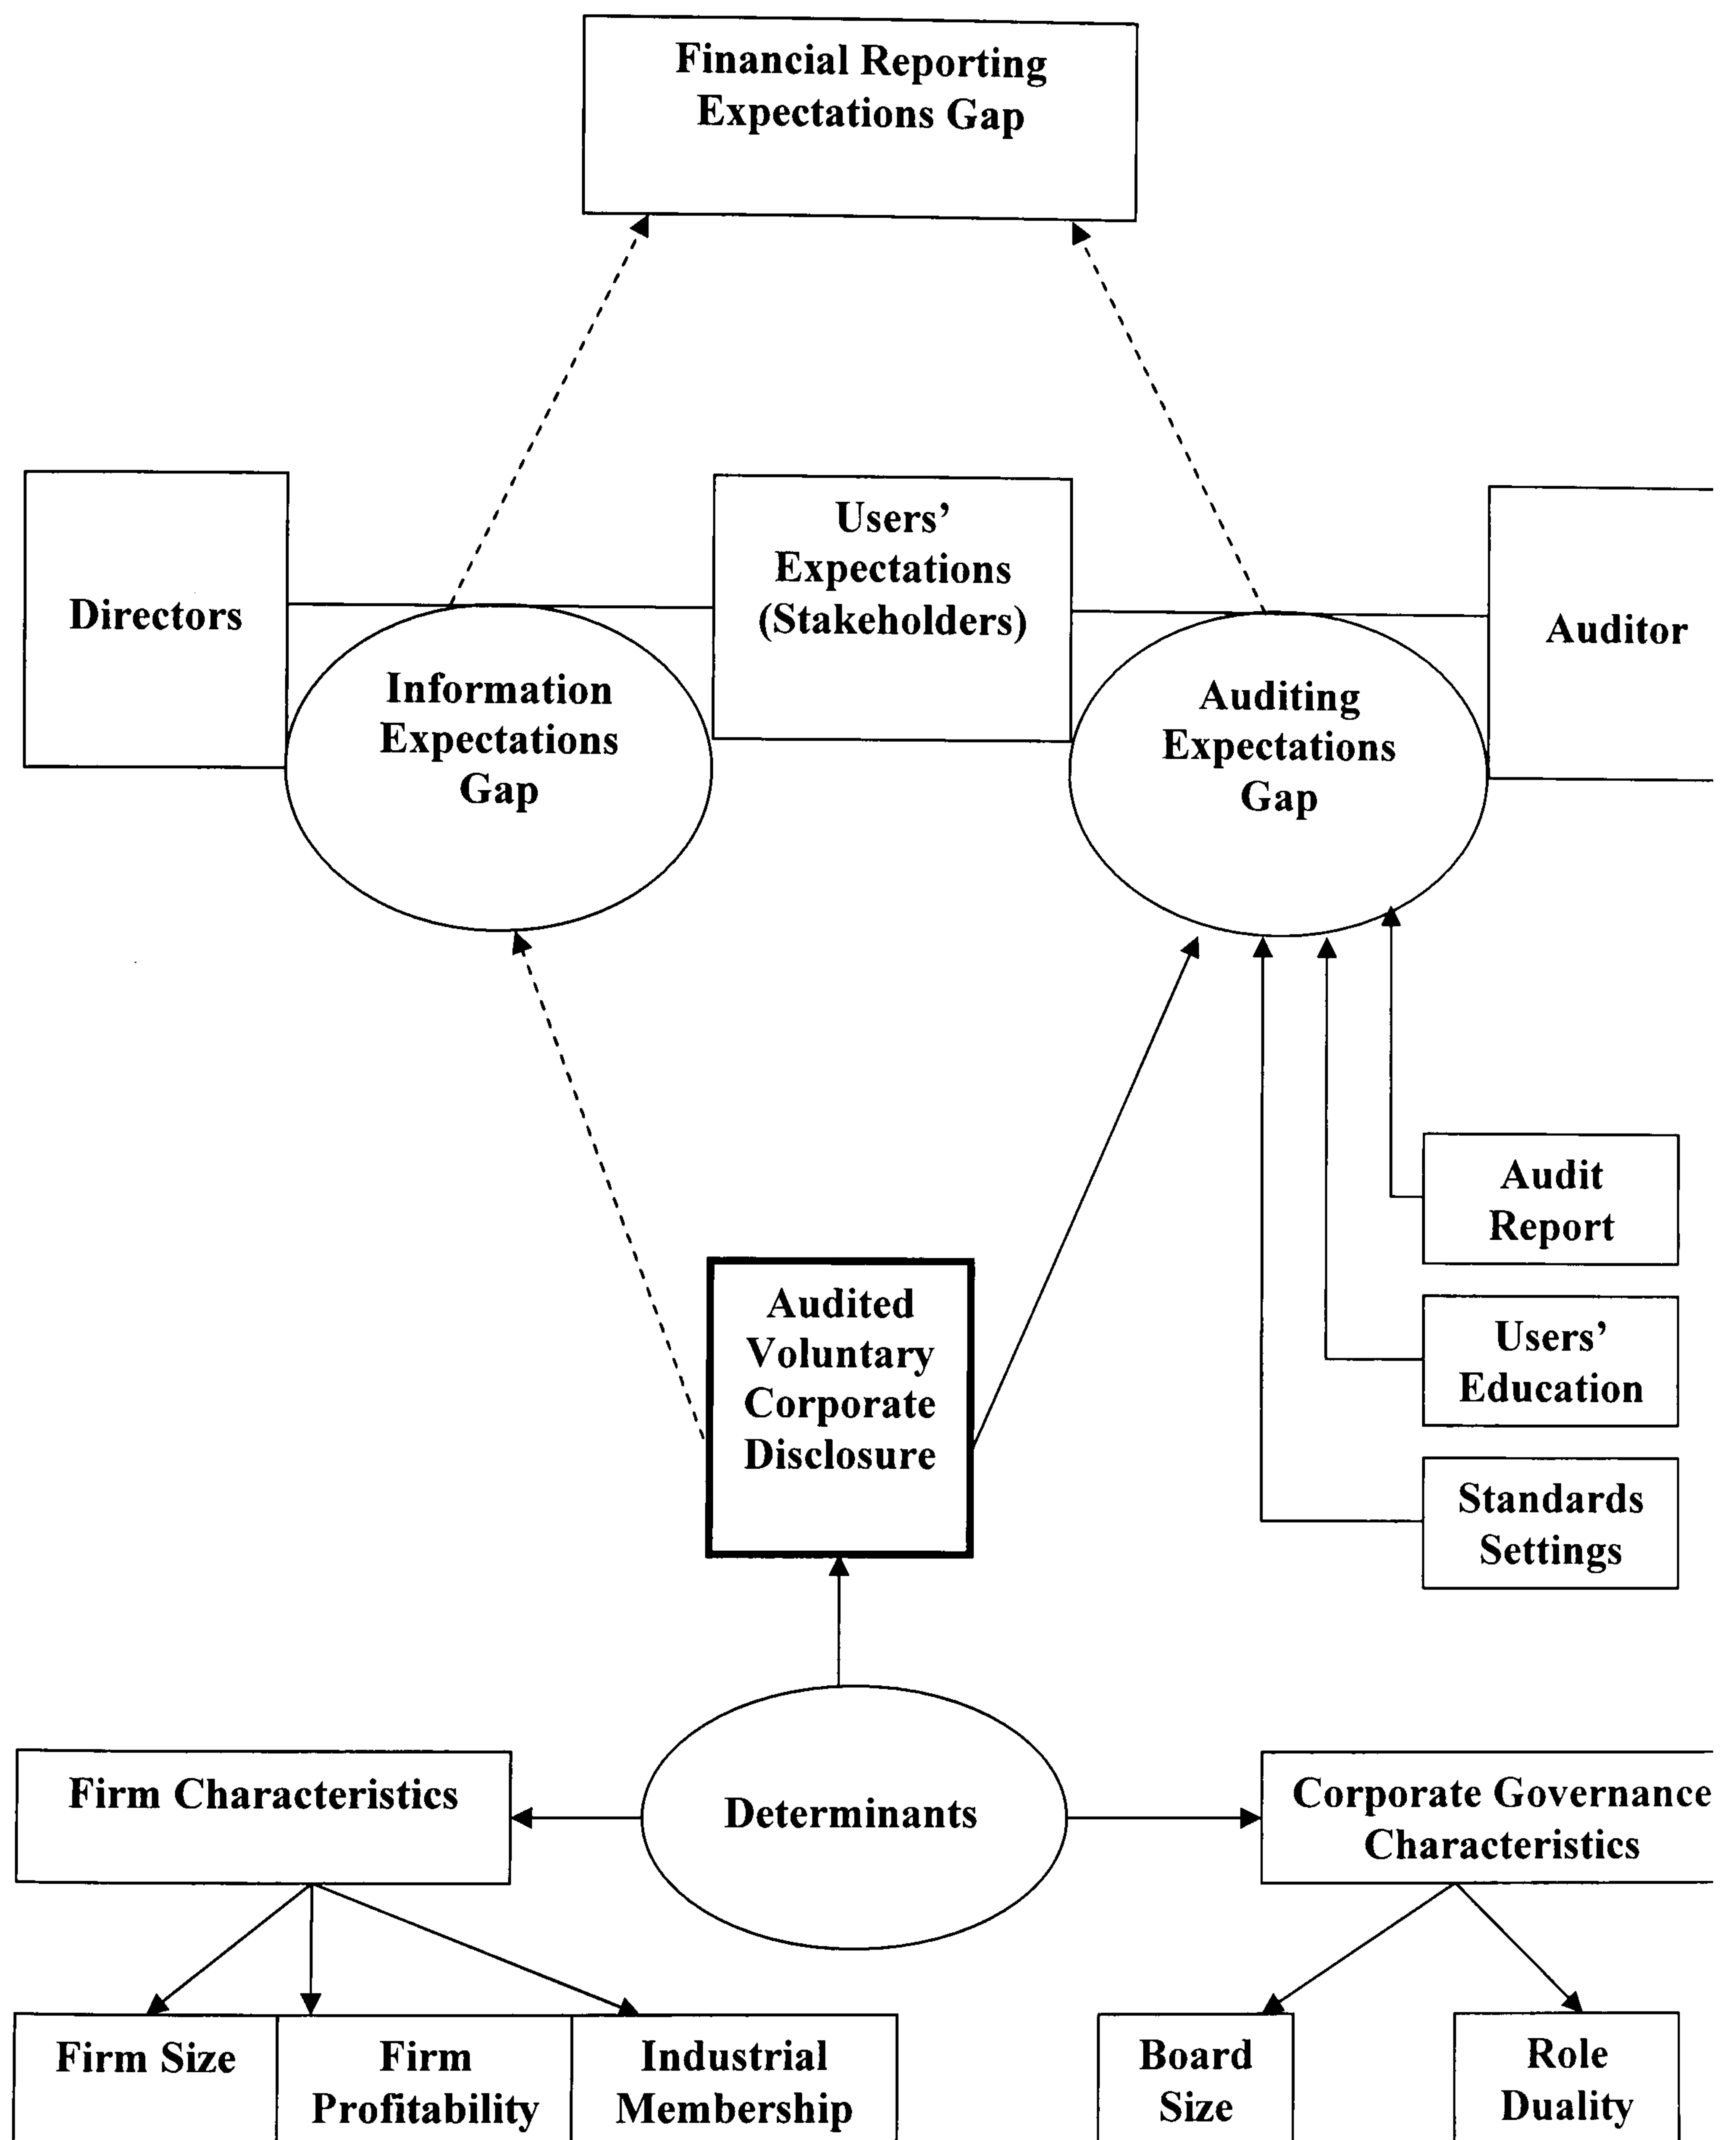 Financial Reporting
Expectations Gap
Directors
Users’
Expectations
(Stakeholders)
Auditor
Information
Expectations
Gap
Auditing
Expectations
Gap
Audit
Report
Users’
Education
Standards
Settings
Audited
Voluntary
Corporate
Disclosure
Determinants
Firm Characteristics
Corporate Governance
Characteristics
Firm Size
Firm
Profitability
Industrial
Membership
Board
Size
Role
Duality